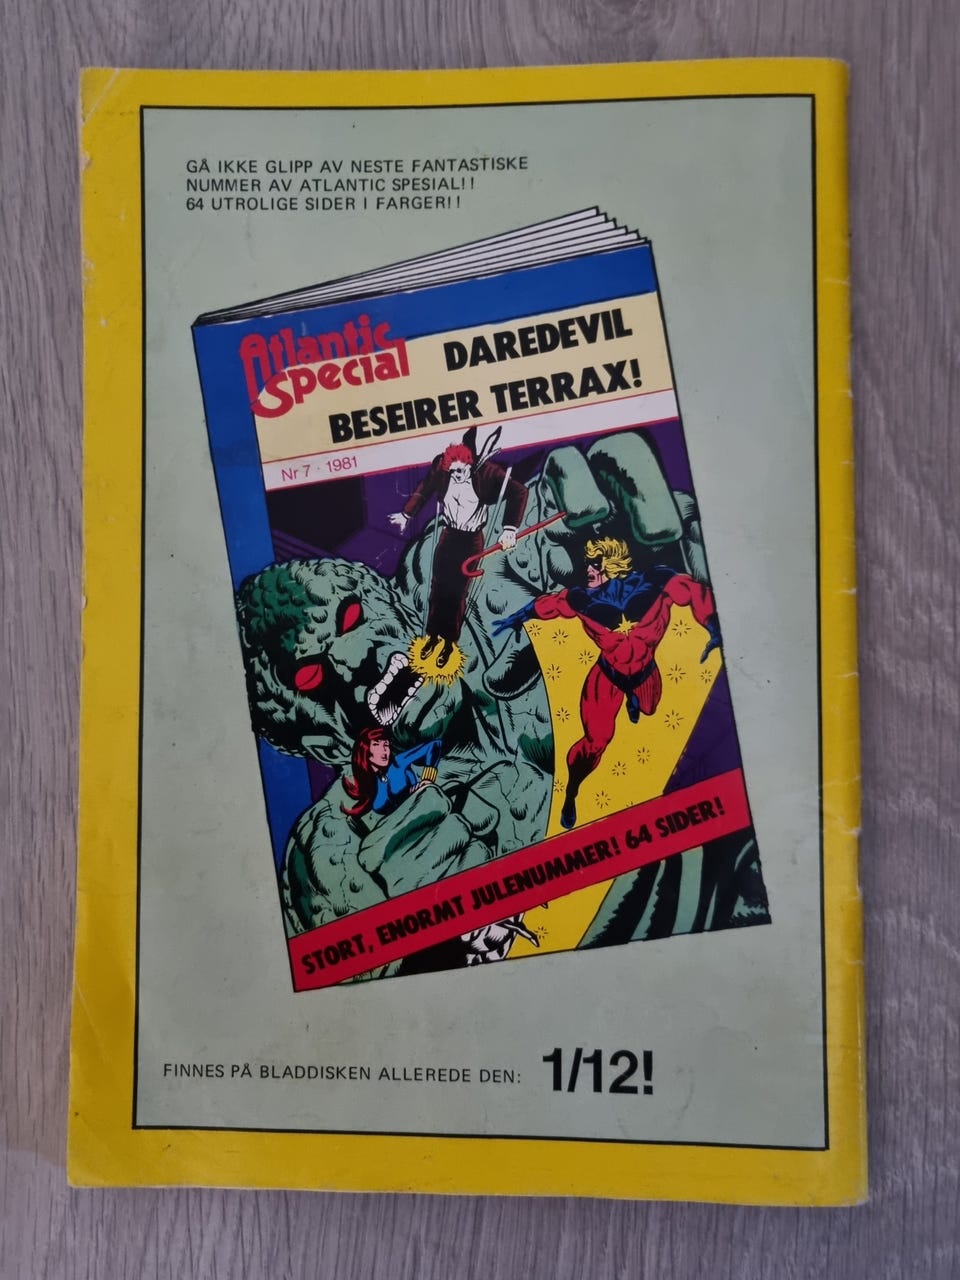 GÅ IKKE GLIPP AV NESTE FANTASTISKE
NUMMER AV ATLANTIC SPESIAL!!
64 UTROLIGE SIDER I FARGER!!
Atlantic
Special
DAREDEVIL
BESEIRER TERRAX!
Nr 7 · 1981
STORT, ENORMT JULENUMMER! 64 SIDER!
FINNES PÅ BLADDISKEN ALLEREDE DEN: 1/12!